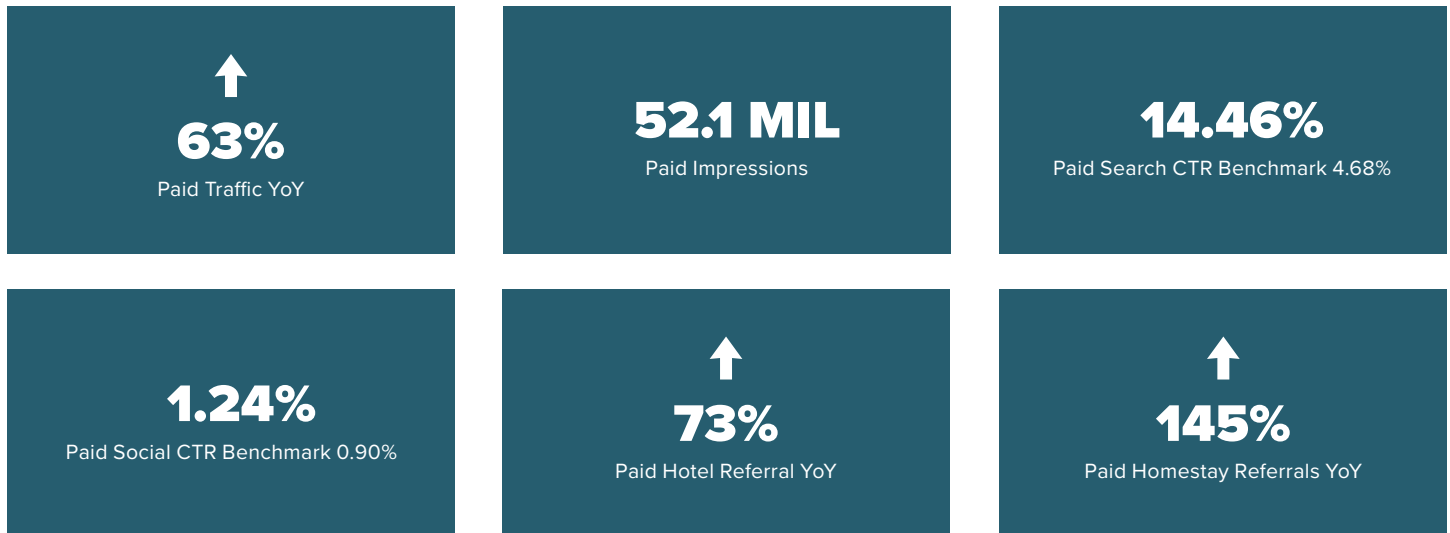 63%
Paid Traffic YoY
52.1 MIL
Paid Impressions
14.46%
Paid Search CTR Benchmark 4.68%
1.24%
Paid Social CTR Benchmark 0.90%
73%
Paid Hotel Referral YoY
145%
Paid Homestay Referrals YoY